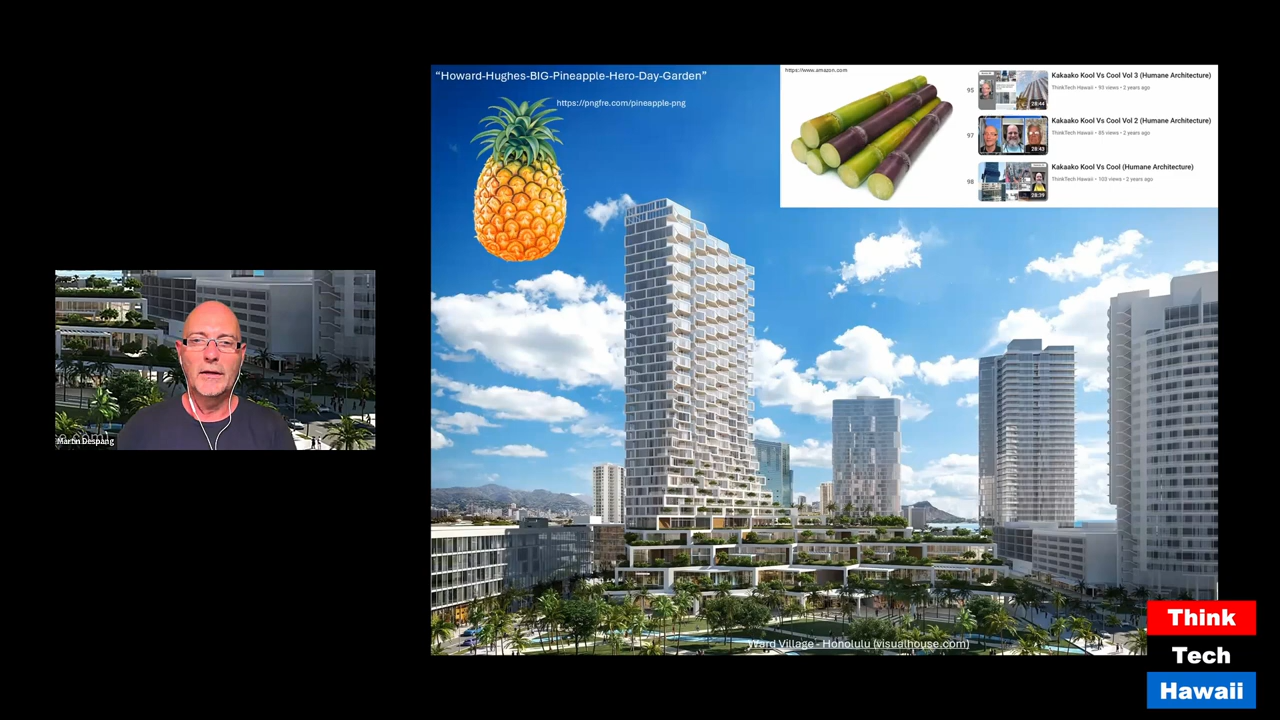 “Howard-Hughes-BIG-Pineapple-Hero-Day-Garden”
https://pngfre.com/pineapple-png
https://www.amazon.com
95
28:44
Kakaako Kool Vs Cool Vol 3 (Humane Architecture)
ThinkTech Hawaii • 93 views • 2 years ago
97
28:43
Kakaako Kool Vs Cool Vol 2 (Humane Architecture)
ThinkTech Hawaii • 85 views • 2 years ago
98
28:39
Kakaako Kool Vs Cool (Humane Architecture)
ThinkTech Hawaii • 103 views • 2 years ago
Martin Despang
Ward Village - Honolulu (visualhouse.com)
Think
Tech
Hawaii